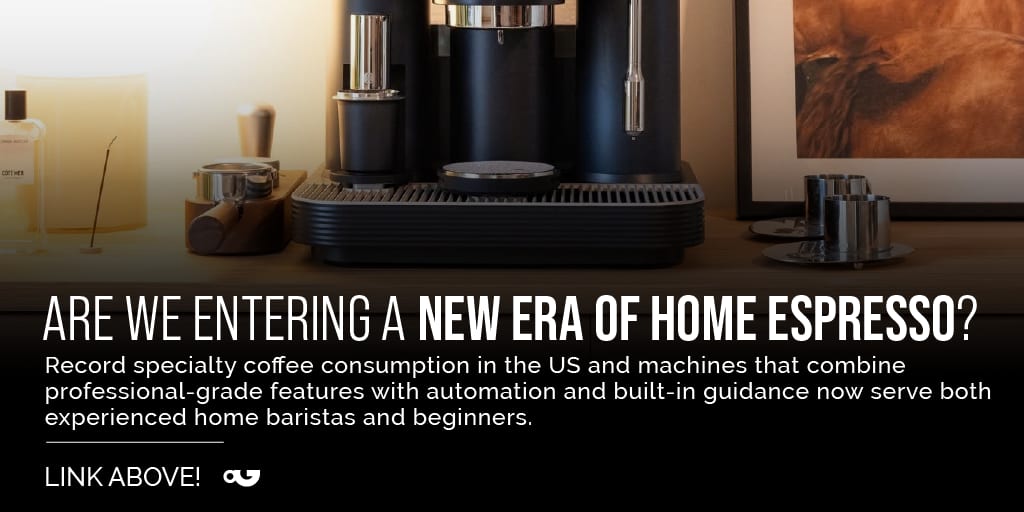 CÔTÉ MER
ARE WE ENTERING A NEW ERA OF HOME ESPRESSO?
Record specialty coffee consumption in the US and machines that combine
professional-grade features with automation and built-in guidance now serve both
experienced home baristas and beginners.
LINK ABOVE!